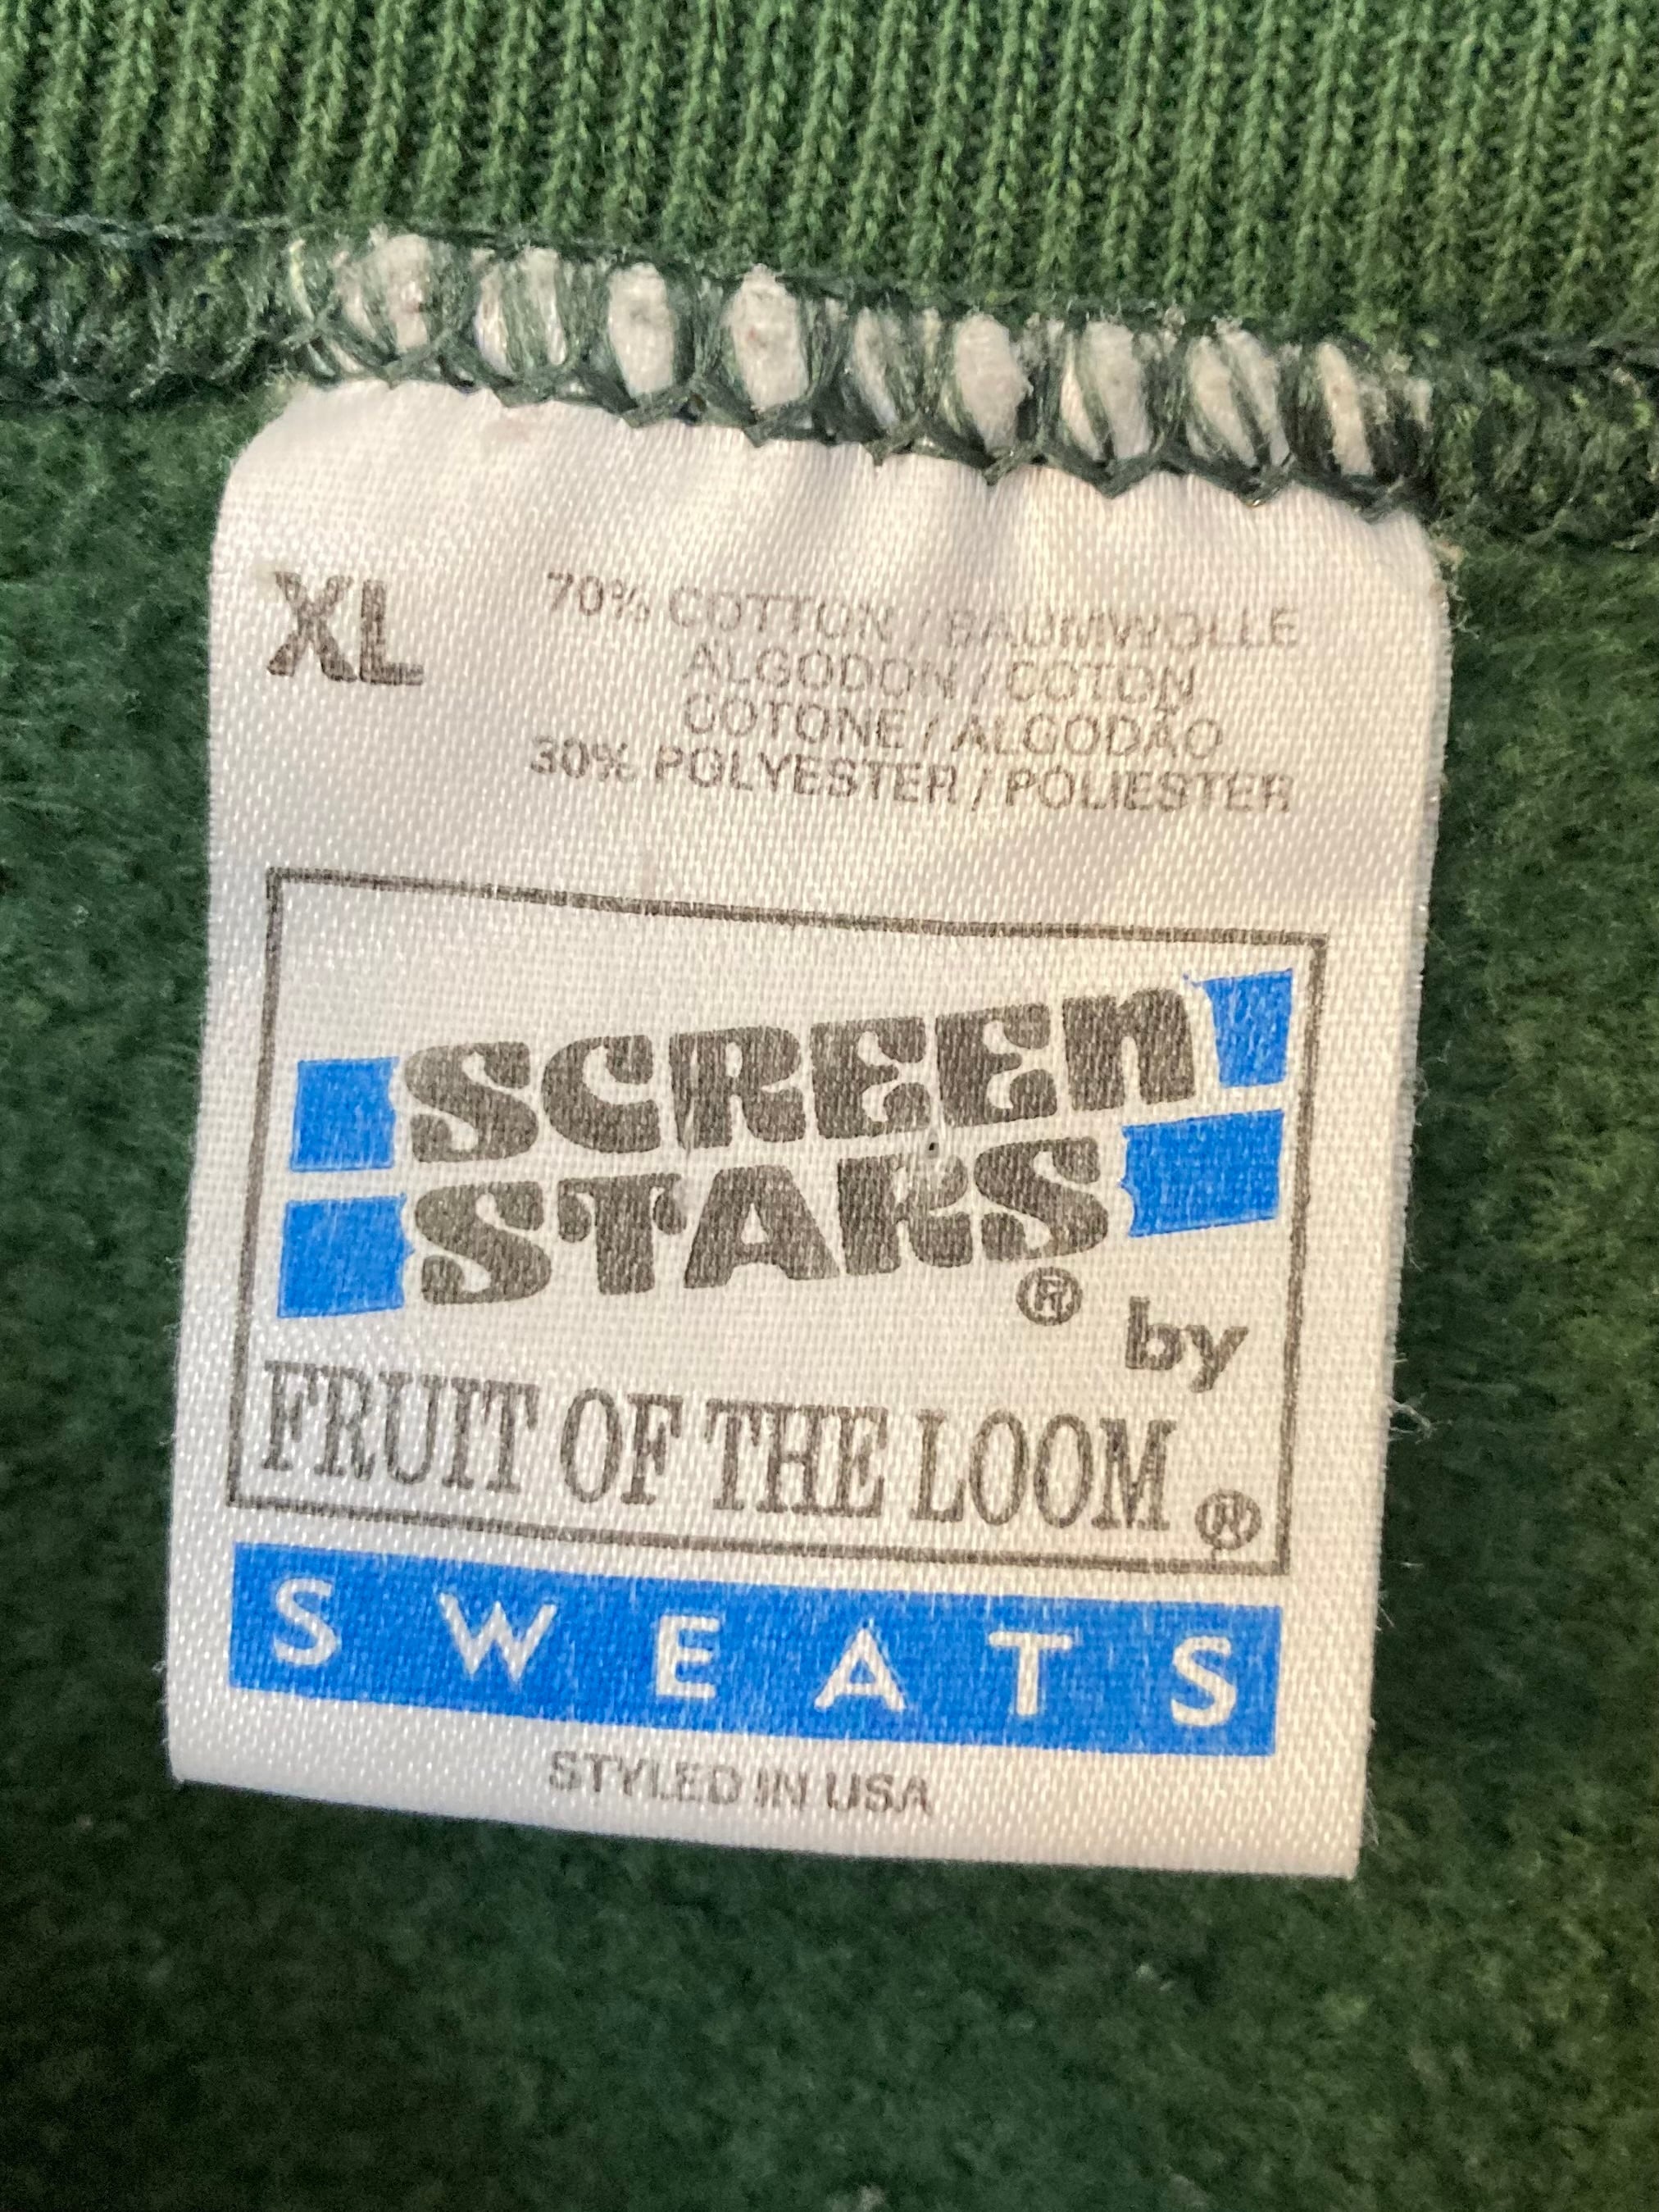 XL
70% COTTON / BAUMWOLLE
ALGODON / COTON
COTONE / ALGODÃO
30% POLYESTER / POLIESTER
SCREEN
STARS®
by
FRUIT OF THE LOOM®
SWEATS
STYLED IN USA